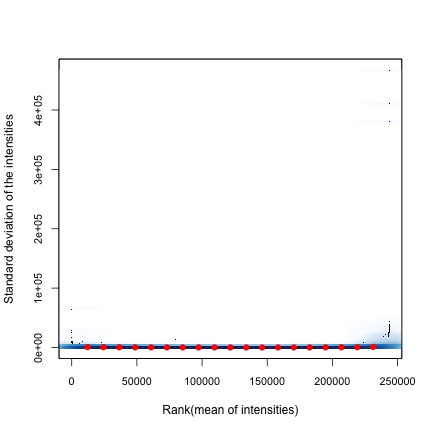 Standard deviation of the intensities
4e+05
3e+05
2e+05
1e+05
0e+00
0 50000 100000 150000 200000 250000
Rank(mean of intensities)